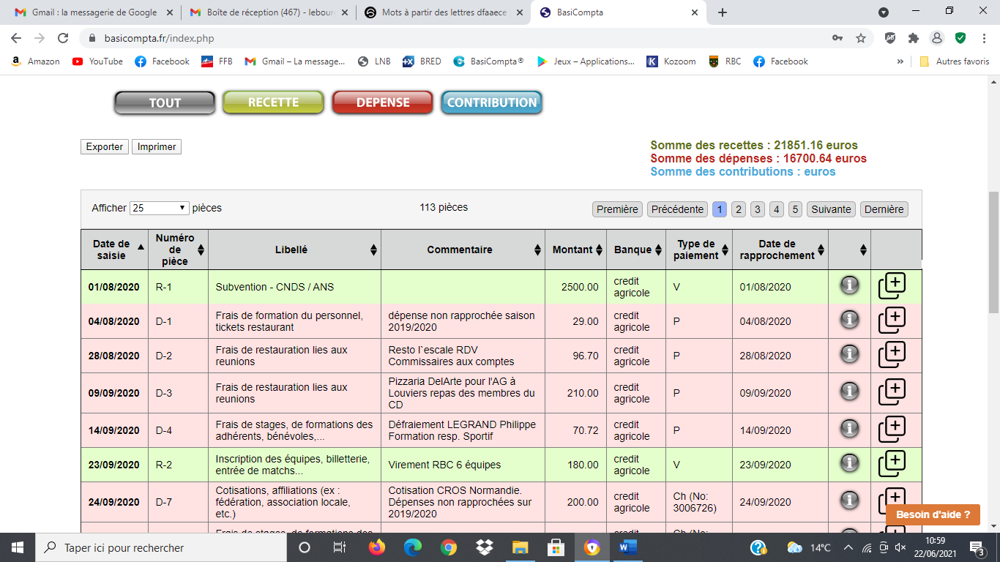 Gmail : la messagerie de Google
Boîte de réception (467) - lebour
Mots à partir des lettres dfaaece
BasiCompta
basicompta.fr/index.php
Amazon YouTube Facebook FFB Gmail – La message... LNB BRED BasiCompta® Jeux – Applications... Kozoom RBC Facebook » Autres favoris
TOUT RECETTE DEPENSE CONTRIBUTION
Exporter Imprimer
Somme des recettes : 21851.16 euros
Somme des dépenses : 16700.64 euros
Somme des contributions : euros
Afficher 25 pièces 113 pièces Première Précédente 1 2 3 4 5 Suivante Dernière
Date de saisie Numéro de pièce Libellé Commentaire Montant Banque Type de paiement Date de rapprochement
01/08/2020 R-1 Subvention - CNDS / ANS 2500.00 credit agricole V 01/08/2020
04/08/2020 D-1 Frais de formation du personnel, tickets restaurant dépense non rapprochée saison 2019/2020 29.00 credit agricole P 04/08/2020
28/08/2020 D-2 Frais de restauration lies aux reunions Resto l`escale RDV Commissaires aux comptes 96.70 credit agricole P 28/08/2020
09/09/2020 D-3 Frais de restauration lies aux reunions Pizzaria DelArte pour l'AG à Louviers repas des membres du CD 210.00 credit agricole P 09/09/2020
14/09/2020 D-4 Frais de stages, de formations des adhérents, bénévoles,... Défraiement LEGRAND Philippe Formation resp. Sportif 70.72 credit agricole P 14/09/2020
23/09/2020 R-2 Inscription des équipes, billetterie, entrée de matchs... Virement RBC 6 équipes 180.00 credit agricole V 23/09/2020
24/09/2020 D-7 Cotisations, affiliations (ex : fédération, association locale, etc.) Cotisation CROS Normandie. Dépenses non rapprochées sur 2019/2020 200.00 credit agricole Ch (No: 3006726) 24/09/2020
Frais de stages, de formations des credit Ch (No:
Besoin d'aide ?
Taper ici pour rechercher
14°C
10:59
22/06/2021
3